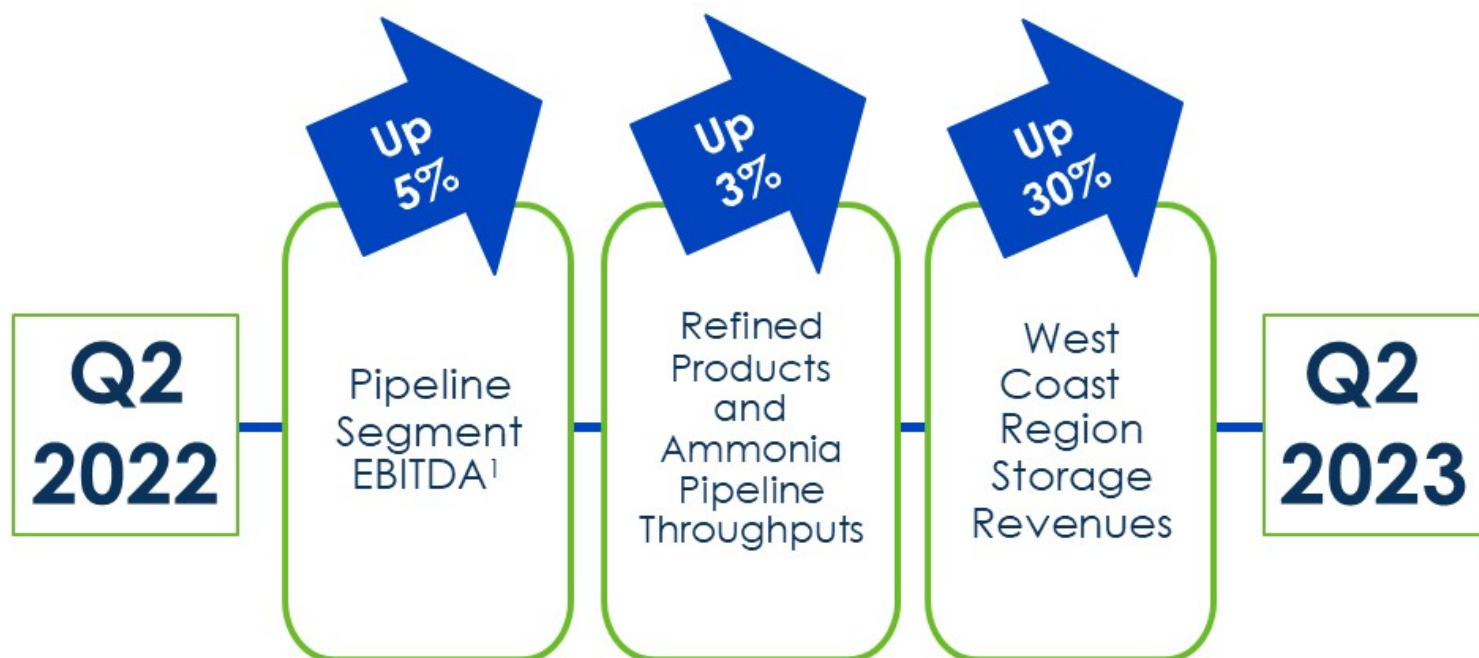 Up
5%
Up
3%
Up
30%
Q2
2022
Pipeline
Segment
EBITDA¹
Refined
Products
and
Ammonia
Pipeline
Throughputs
West
Coast
Region
Storage
Revenues
Q2
2023